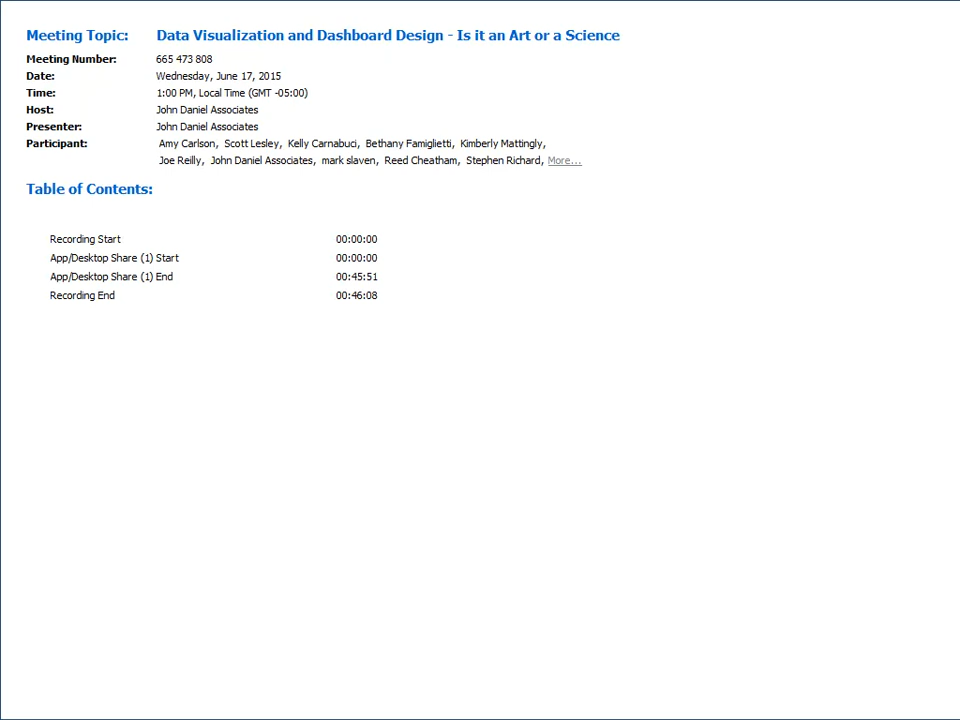 Meeting Topic: Data Visualization and Dashboard Design - Is it an Art or a Science
Meeting Number: 665 473 808
Date: Wednesday, June 17, 2015
Time: 1:00 PM, Local Time (GMT -05:00)
Host: John Daniel Associates
Presenter: John Daniel Associates
Participant: Amy Carlson, Scott Lesley, Kelly Carnabuci, Bethany Famiglietti, Kimberly Mattingly,
Joe Reilly, John Daniel Associates, mark slaven, Reed Cheatham, Stephen Richard, More...
Table of Contents:
Recording Start 00:00:00
App/Desktop Share (1) Start 00:00:00
App/Desktop Share (1) End 00:45:51
Recording End 00:46:08